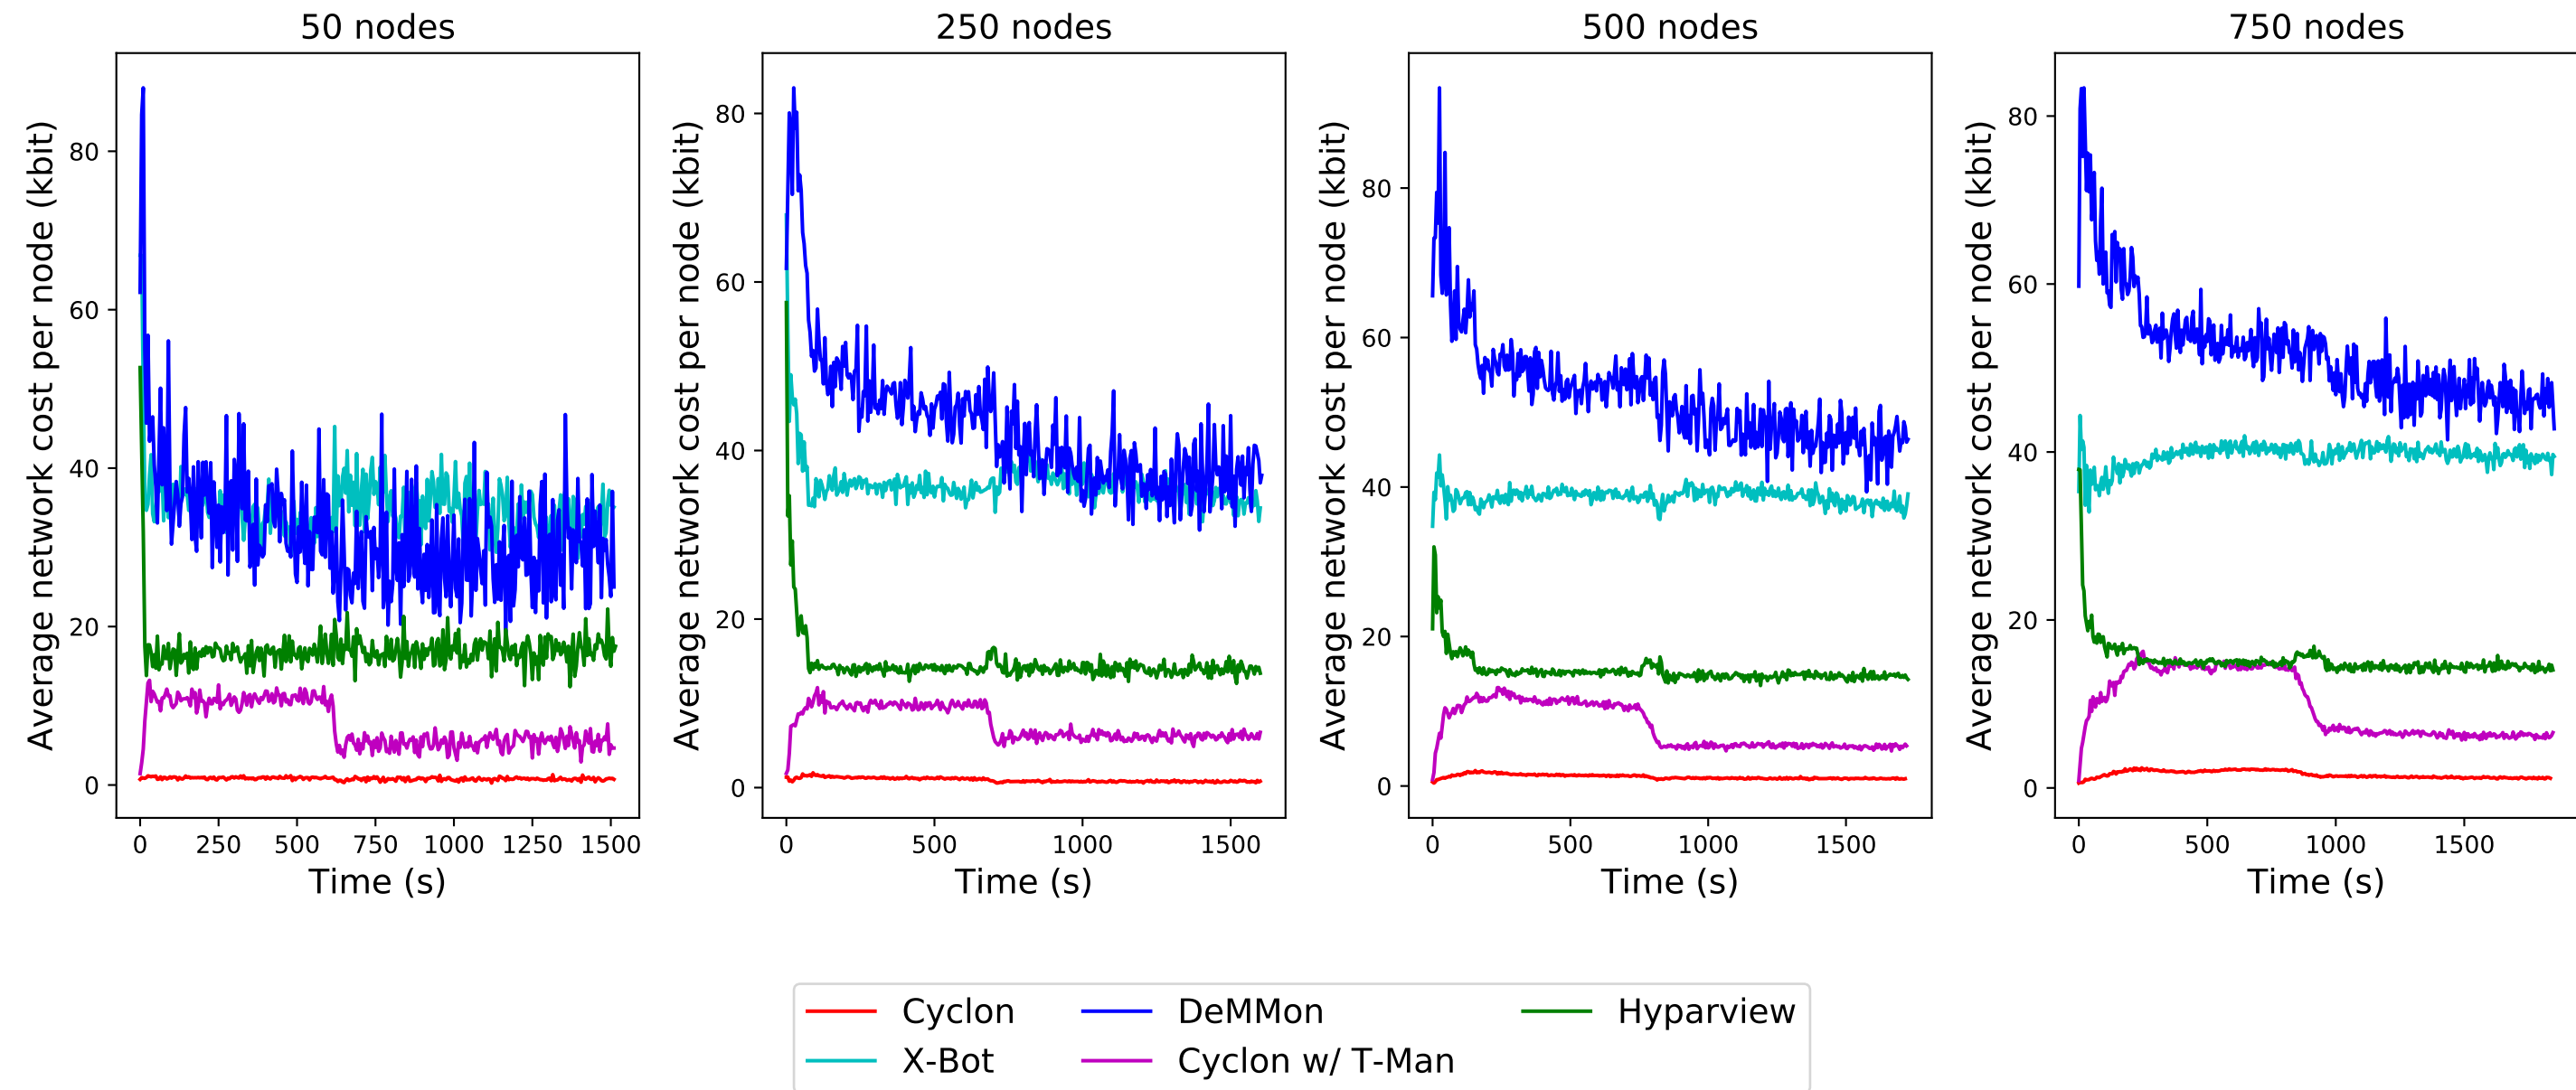 50 nodes
250 nodes
500 nodes
750 nodes
Average network cost per node (kbit)
80
60
40
20
0
0 250 500 750 1000 1250 1500
Time (s)
Average network cost per node (kbit)
80
60
40
20
0
0 500 1000 1500
Time (s)
Average network cost per node (kbit)
80
60
40
20
0
0 500 1000 1500
Time (s)
Average network cost per node (kbit)
80
60
40
20
0
0 500 1000 1500
Time (s)
Cyclon DeMMon Hyparview
X-Bot Cyclon w/ T-Man